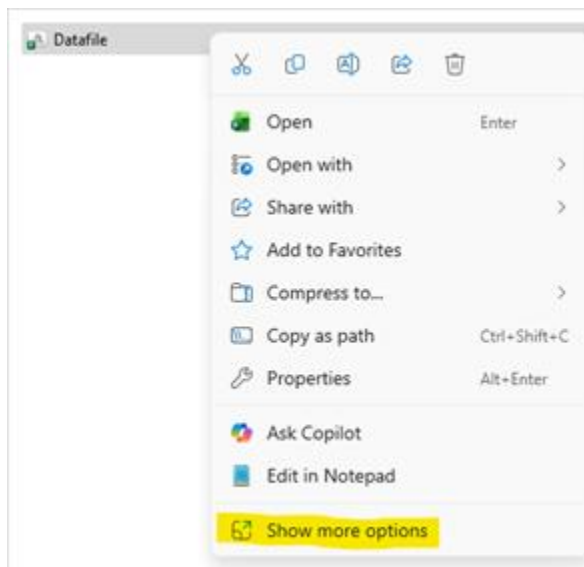 Datafile
Open Enter
Open with
Share with
Add to Favorites
Compress to...
Copy as path Ctrl+Shift+C
Properties Alt+Enter
Ask Copilot
Edit in Notepad
Show more options